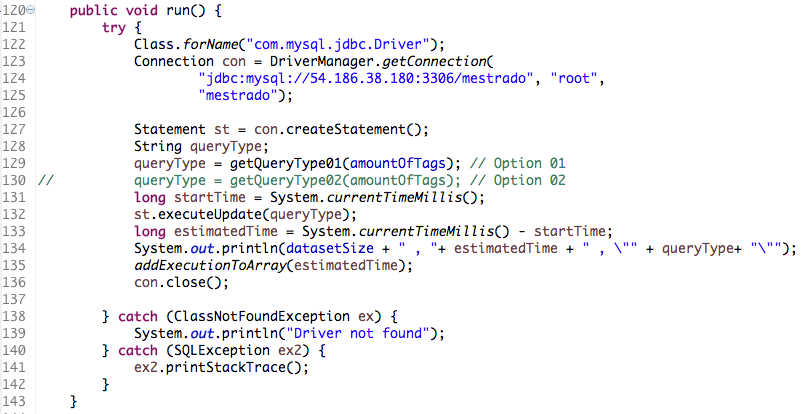 120 public void run() {
121 try {
122 Class.forName("com.mysql.jdbc.Driver");
123 Connection con = DriverManager.getConnection(
124 "jdbc:mysql://54.186.38.180:3306/mestrado", "root",
125 "mestrado");
126
127 Statement st = con.createStatement();
128 String queryType;
129 queryType = getQueryType01(amountOfTags); // Option 01
130 // queryType = getQueryType02(amountOfTags); // Option 02
131 long startTime = System.currentTimeMillis();
132 st.executeUpdate(queryType);
133 long estimatedTime = System.currentTimeMillis() - startTime;
134 System.out.println(datasetSize + " , "+ estimatedTime + " , \"" + queryType+ "\"");
135 addExecutionToArray(estimatedTime);
136 con.close();
137
138 } catch (ClassNotFoundException ex) {
139 System.out.println("Driver not found");
140 } catch (SQLException ex2) {
141 ex2.printStackTrace();
142 }
143 }